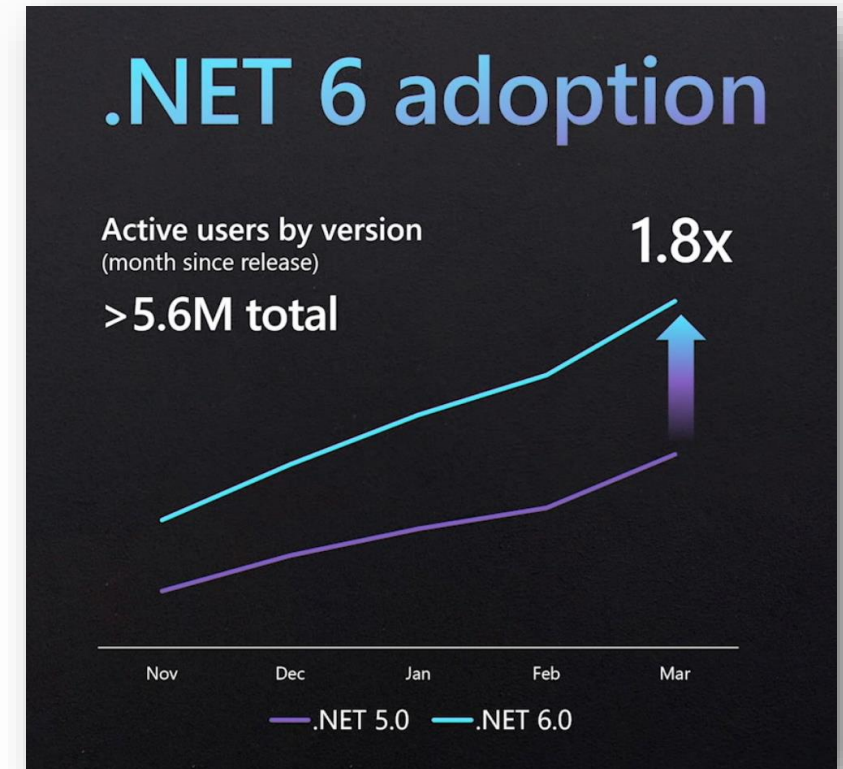 .NET 6 adoption
Active users by version
(month since release)
>5.6M total
1.8x
Nov Dec Jan Feb Mar
.NET 5.0 .NET 6.0